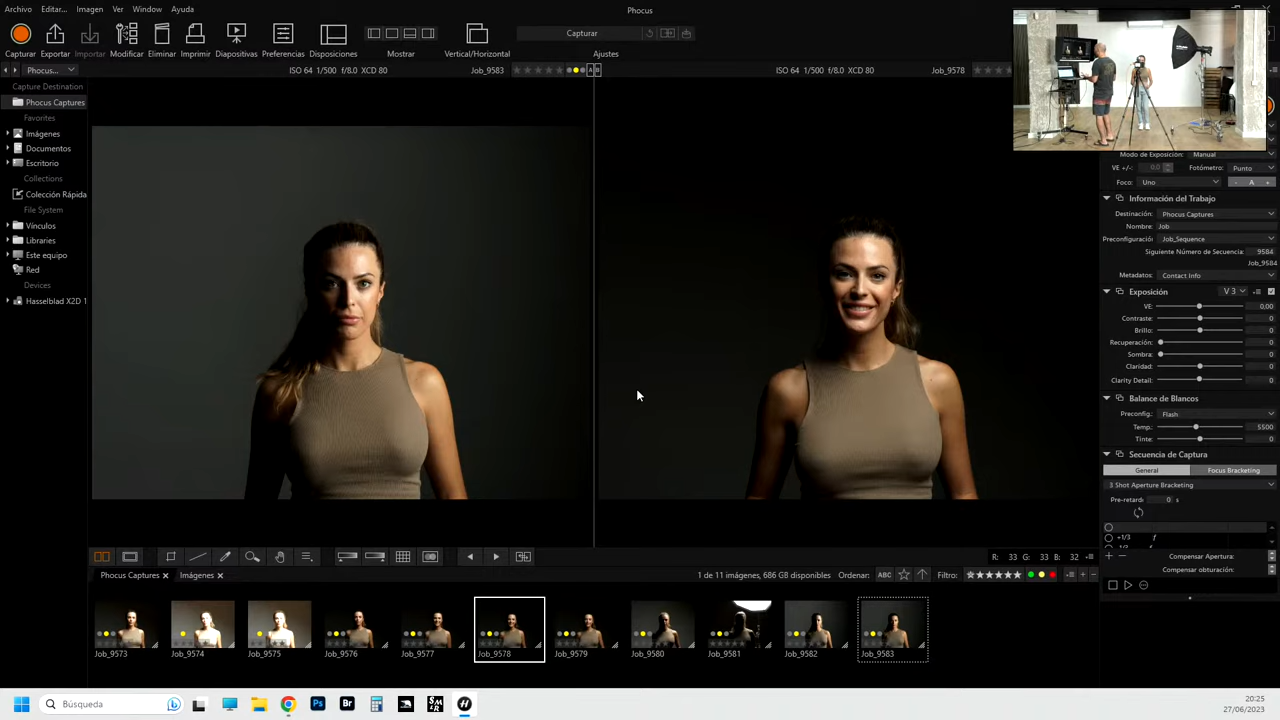 Archivo Editar... Imagen Ver Window Ayuda
Phocus
Capturar Exportar Importar Modificar Eliminar Imprimir Diapositivas Preferencias Disposiciones Mostrar Vertical/Horizontal Ajustes
Capturar
Phocus...
ISO 64 1/500 f/8.0 XCD 80 Job_9583 A B
ISO 64 1/500 f/8.0 XCD 80 Job_9578
Capture Destination
Phocus Captures
Favorites
Imágenes
Documentos
Escritorio
Collections
Colección Rápida
File System
Vínculos
Libraries
Este equipo
Red
Devices
Hasselblad X2D 1
Modo de Exposición: Manual
VE +/-: 0.0 Fotómetro: Punto
Foco: Uno - A +
Información del Trabajo
Destinación: Phocus Captures
Nombre: Job
Preconfiguració Job_Sequence
Siguiente Número de Secuencia: 9584
Job_9584
Metadatos: Contact Info
Exposición V 3
VE: 0,00
Contraste: 0
Brillo: 0
Recuperación: 0
Sombra: 0
Claridad: 0
Clarity Detail: 0
Balance de Blancos
Preconfig.: Flash
Temp.: 5500
Tinte: 0
Secuencia de Captura
General Focus Bracketing
3 Shot Aperture Bracketing
Pre-retardo 0 s
+1/3 f
-1/3 f
Compensar Apertura:
Compensar obturación:
R: 33 G: 33 B: 32
Phocus Captures Imágenes
1 de 11 imágenes, 686 GB disponibles Ordenar: ABC Filtro:
Job_9573 Job_9574 Job_9575 Job_9576 Job_9577 Job_9578 Job_9579 Job_9580 Job_9581 Job_9582 Job_9583
Búsqueda Ps Br H
20:25
27/06/2023